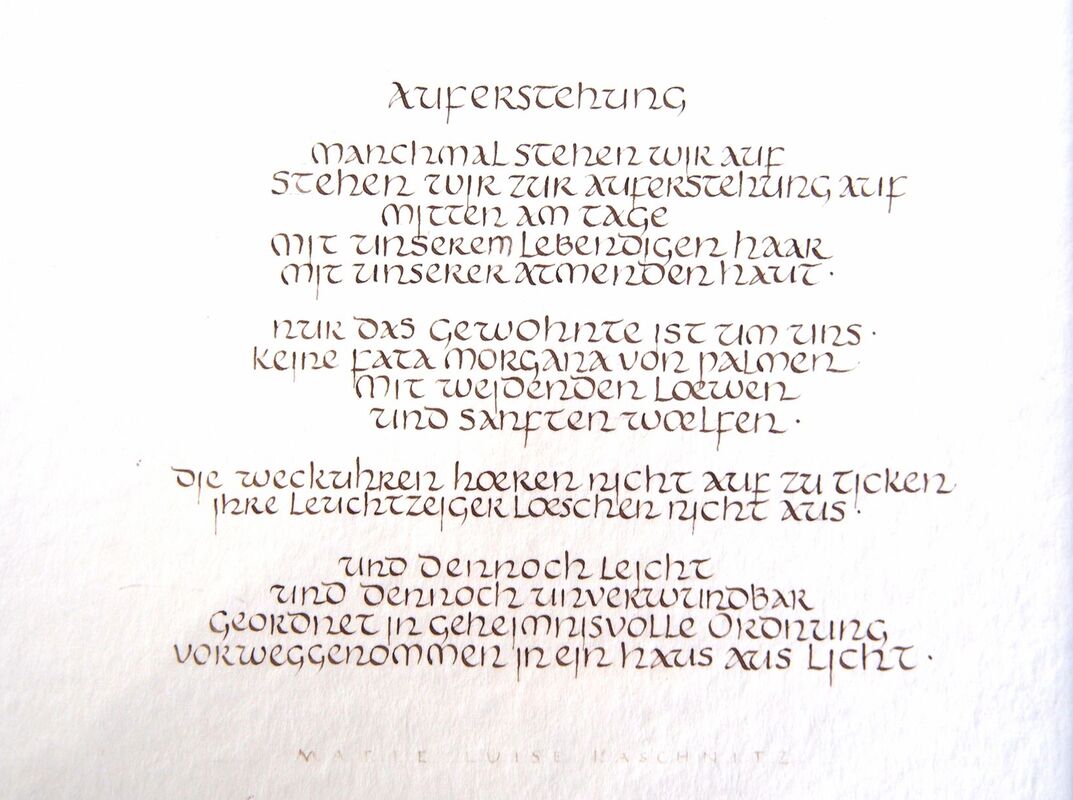 Auferstehung
Manchmal stehen wir auf
Stehen wir zur Auferstehung auf
Mitten am Tage
Mit unserem lebendigen Haar
Mit unserer atmenden Haut·
Nur das Gewohnte ist um uns·
Keine Fata Morgana von Palmen
Mit weidenden Loewen
Und sanften Woelfen·
Die Weckuhren hoeren nicht auf zu ticken
Ihre Leuchtzeiger loeschen nicht aus·
Und dennoch leicht
Und dennoch unverwundbar
Geordnet in geheimnisvolle Ordnung
Vorweggenommen in ein Haus aus Licht·
MARIE LUISE KASCHNITZ